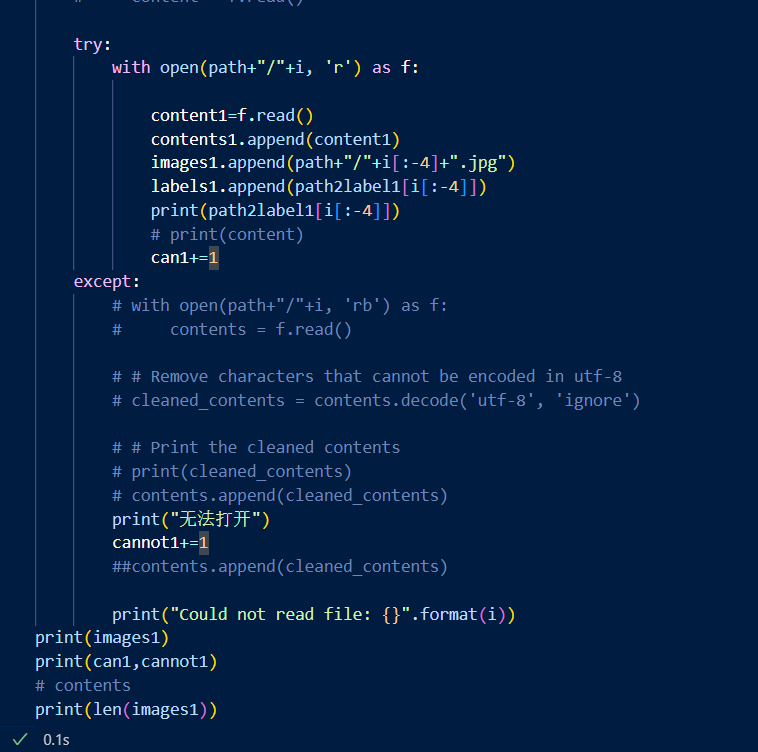 #     content = f.read()
try:
with open(path+"/"+i, 'r') as f:
content1=f.read()
contents1.append(content1)
images1.append(path+"/"+i[:-4]+".jpg")
labels1.append(path2label1[i[:-4]])
print(path2label1[i[:-4]])
# print(content)
can1+=1
except:
# with open(path+"/"+i, 'rb') as f:
#     contents = f.read()
# # Remove characters that cannot be encoded in utf-8
# cleaned_contents = contents.decode('utf-8', 'ignore')
# # Print the cleaned contents
# print(cleaned_contents)
# contents.append(cleaned_contents)
print("无法打开")
cannot1+=1
##contents.append(cleaned_contents)
print("Could not read file: {}".format(i))
print(images1)
print(can1,cannot1)
# contents
print(len(images1))
0.1s